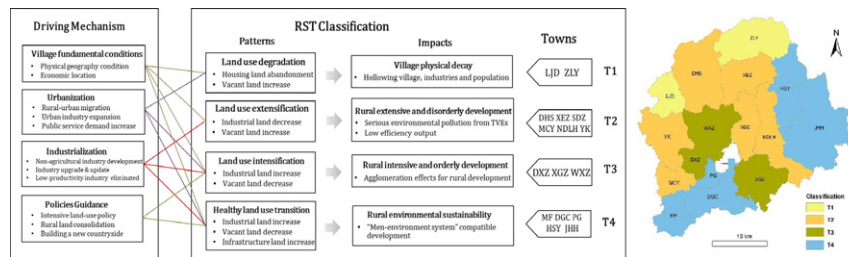 Driving Mechanism
Village fundamental conditions
• Physical geography condition
• Economic location
Urbanization
• Rural-urban migration
• Urban industry expansion
• Public service demand increase
Industrialization
• Non-agricultural industry development
• Industry upgrade & update
• Low-productivity industry eliminated
Policies Guidance
• Intensive land-use policy
• Rural land consolidation
• Building a new countryside
RST Classification
Patterns
Impacts
Towns
Land use degradation
• Housing land abandonment
• Vacant land increase
Village physical decay
• Hollowing village, industries and population
LJD ZLY
T1
Land use extensification
• Industrial land decrease
• Vacant land increase
Rural extensive and disorderly development
• Serious environmental pollution from TVEs
• Low efficiency output
DHS XEZ SDZ
MCY NDLH YK
T2
Land use intensification
• Industrial land increase
• Vacant land decrease
Rural intensive and orderly development
• Agglomeration effects for rural development
DXZ XGZ WXZ
T3
Healthy land use transition
• Industrial land increase
• Vacant land decrease
• Infrastructure land increase
Rural environmental sustainability
• "Men-environment system" compatible
development
MF DGC PG
HSY JHH
T4
ZLY
N
DHS
XEZ
HSY
LJD
WXZ
SDZ
YK
NDLH
JHH
DXZ
PG
XGZ
MCY
DGC
MF
Classification
T1
T2
T3
T4
10 km